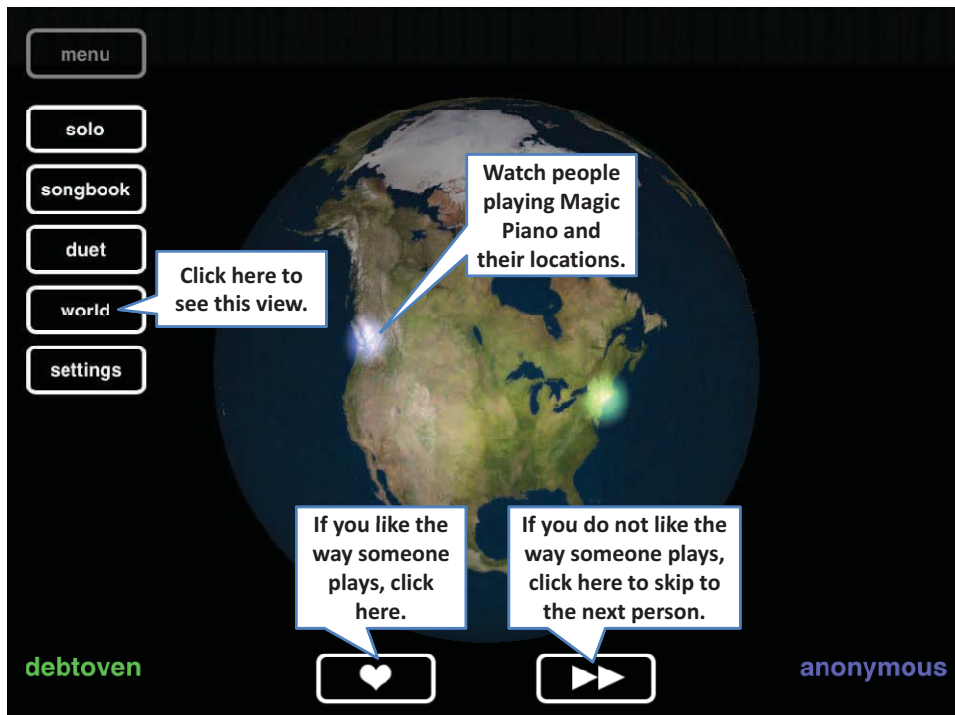 menu
solo
songbook
duet
world
settings
Click here to
see this view.
Watch people
playing Magic
Piano and
their locations.
If you like the
way someone
plays, click
here.
If you do not like the
way someone plays,
click here to skip to
the next person.
debtoven
anonymous